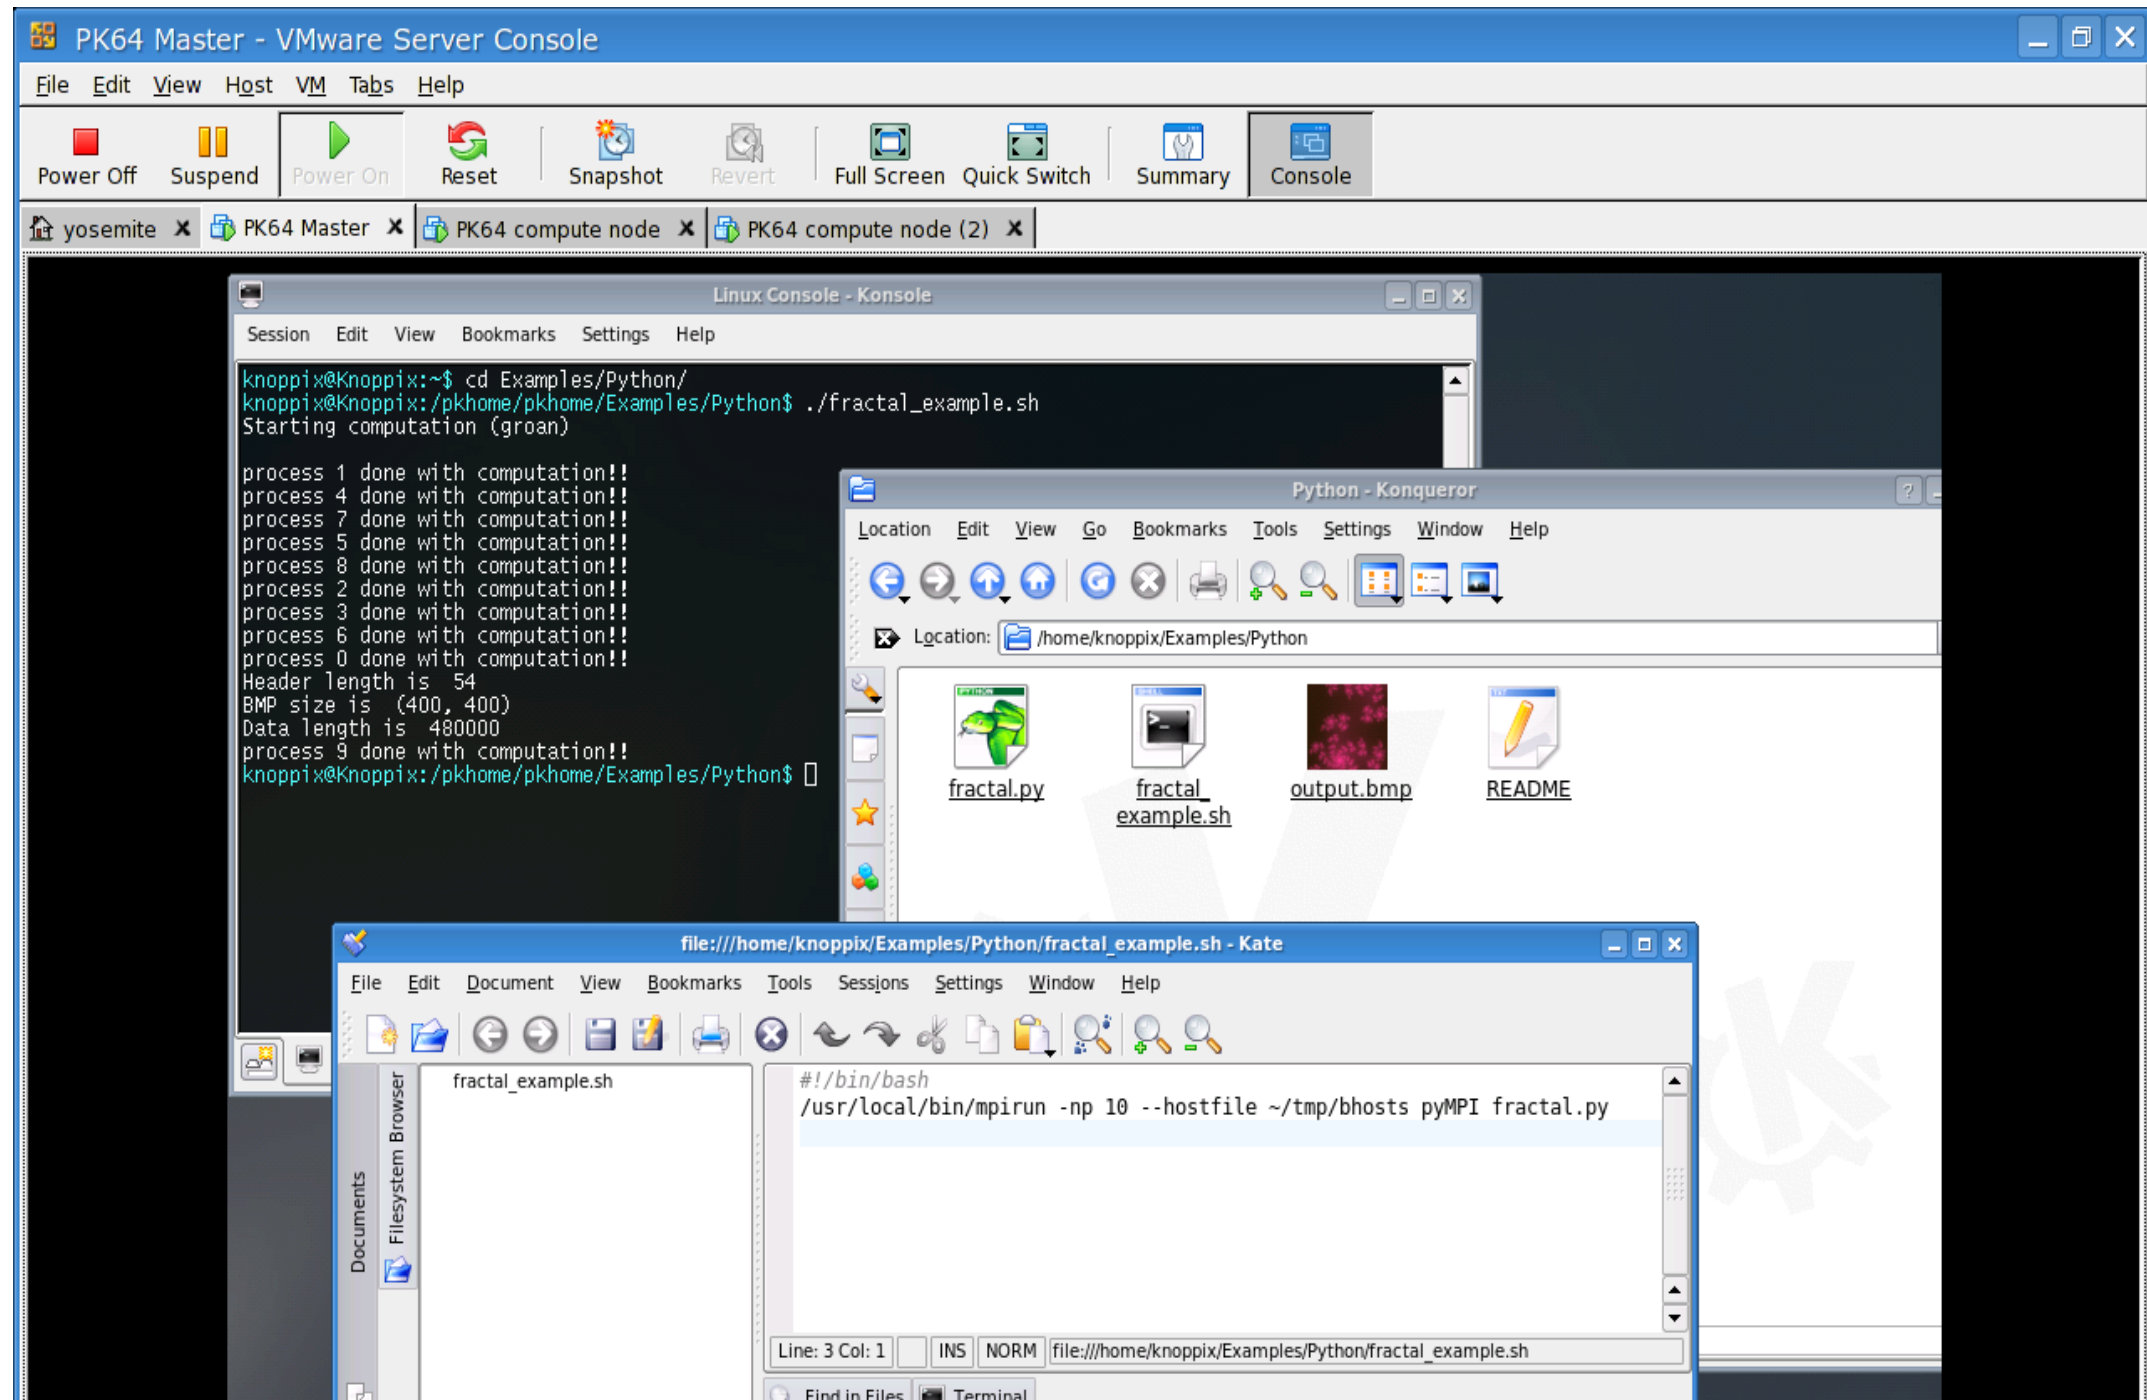 PK64 Master - VMware Server Console
File Edit View Host VM Tabs Help
Power Off Suspend Power On Reset Snapshot Revert Full Screen Quick Switch Summary Console
yosemite PK64 Master PK64 compute node PK64 compute node (2)
Linux Console - Konsole
Session Edit View Bookmarks Settings Help
knoppix@Knoppix:~$ cd Examples/Python/
knoppix@Knoppix:/pkhome/pkhome/Examples/Python$ ./fractal_example.sh
Starting computation (groan)
process 1 done with computation!!
process 4 done with computation!!
process 7 done with computation!!
process 5 done with computation!!
process 8 done with computation!!
process 2 done with computation!!
process 3 done with computation!!
process 6 done with computation!!
process 0 done with computation!!
Header length is  54
BMP size is  (400, 400)
Data length is  480000
process 9 done with computation!!
knoppix@Knoppix:/pkhome/pkhome/Examples/Python$
Python - Konqueror
Location Edit View Go Bookmarks Tools Settings Window Help
Location: /home/knoppix/Examples/Python
PYTHON SHELL TXT
fractal.py fractal_ output.bmp README
example.sh
file:///home/knoppix/Examples/Python/fractal_example.sh - Kate
File Edit Document View Bookmarks Tools Sessions Settings Window Help
Documents
Filesystem Browser
fractal_example.sh
#!/bin/bash
/usr/local/bin/mpirun -np 10 --hostfile ~/tmp/bhosts pyMPI fractal.py
Line: 3 Col: 1 INS NORM file:///home/knoppix/Examples/Python/fractal_example.sh
Find in Files Terminal